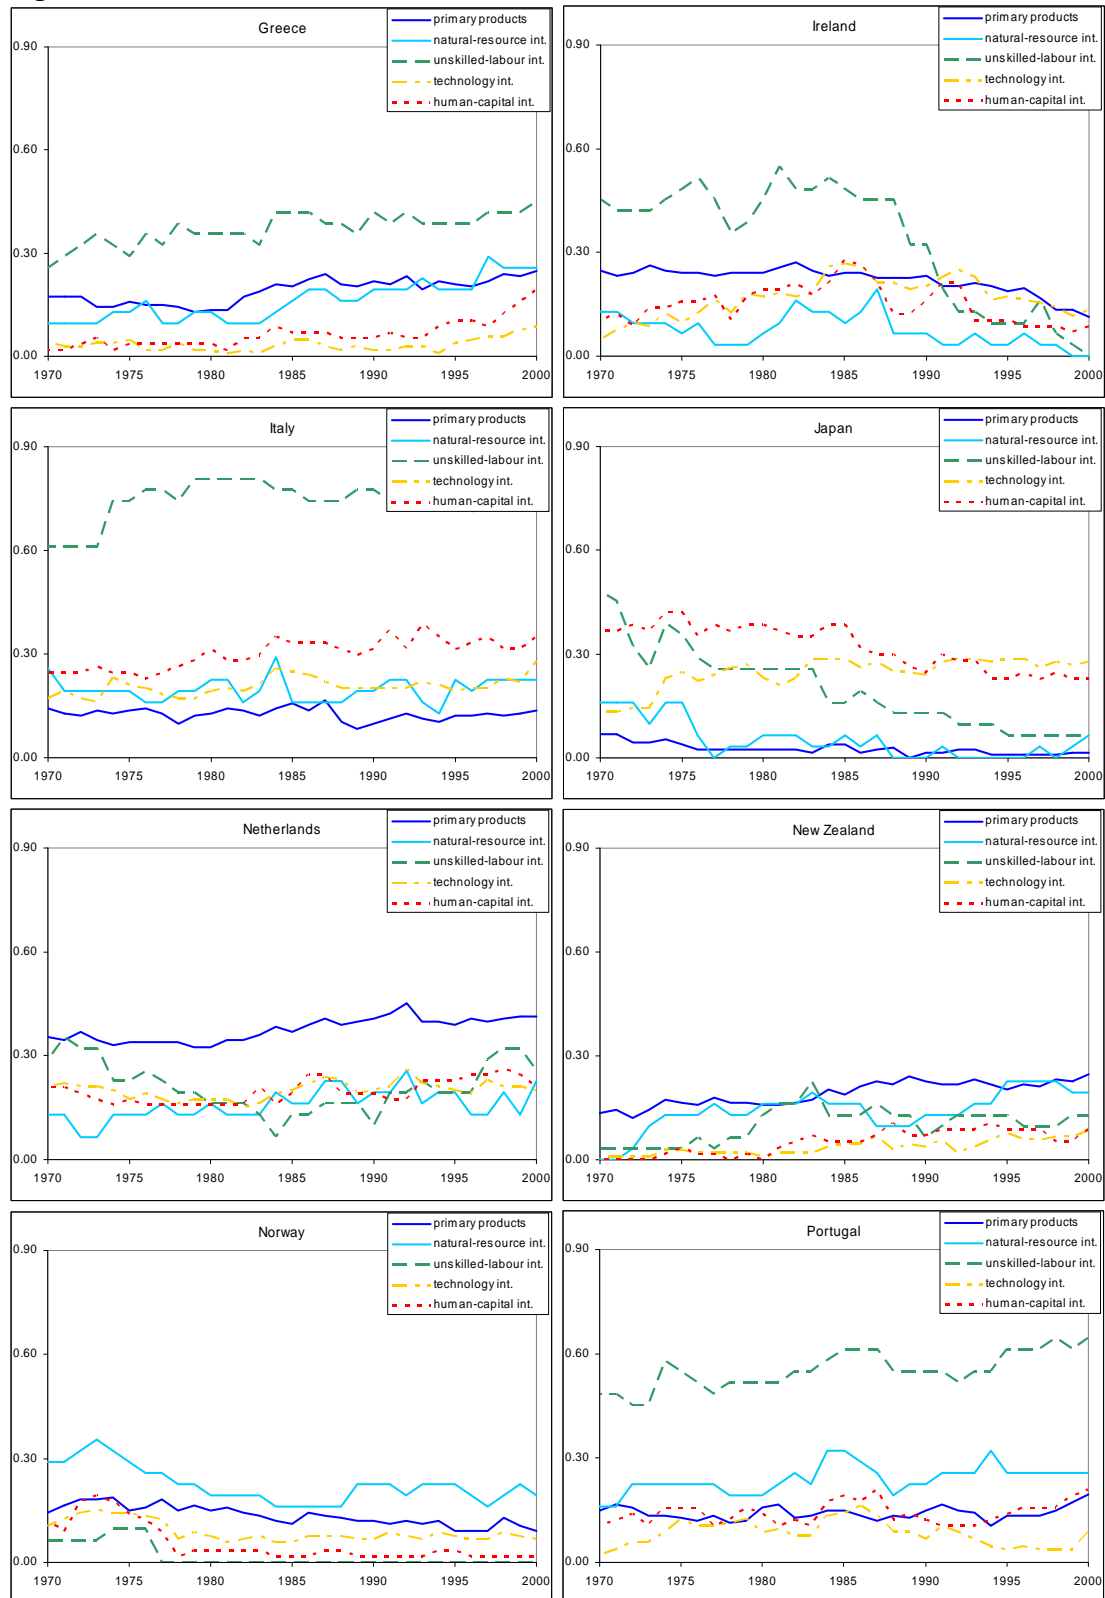 Greece
primary products
natural-resource int.
unskilled-labour int.
technology int.
human-capital int.
0.90
0.60
0.30
0.00
1970 1975 1980 1985 1990 1995 2000
Ireland
primary products
natural-resource int.
unskilled-labour int.
technology int.
human-capital int.
0.90
0.60
0.30
0.00
1970 1975 1980 1985 1990 1995 2000
Italy
primary products
natural-resource int.
unskilled-labour int.
technology int.
human-capital int.
0.90
0.60
0.30
0.00
1970 1975 1980 1985 1990 1995 2000
Japan
primary products
natural-resource int.
unskilled-labour int.
technology int.
human-capital int.
0.90
0.60
0.30
0.00
1970 1975 1980 1985 1990 1995 2000
Netherlands
primary products
natural-resource int.
unskilled-labour int.
technology int.
human-capital int.
0.90
0.60
0.30
0.00
1970 1975 1980 1985 1990 1995 2000
New Zealand
primary products
natural-resource int.
unskilled-labour int.
technology int.
human-capital int.
0.90
0.60
0.30
0.00
1970 1975 1980 1985 1990 1995 2000
Norway
primary products
natural-resource int.
unskilled-labour int.
technology int.
human-capital int.
0.90
0.60
0.30
0.00
1970 1975 1980 1985 1990 1995 2000
Portugal
primary products
natural-resource int.
unskilled-labour int.
technology int.
human-capital int.
0.90
0.60
0.30
0.00
1970 1975 1980 1985 1990 1995 2000